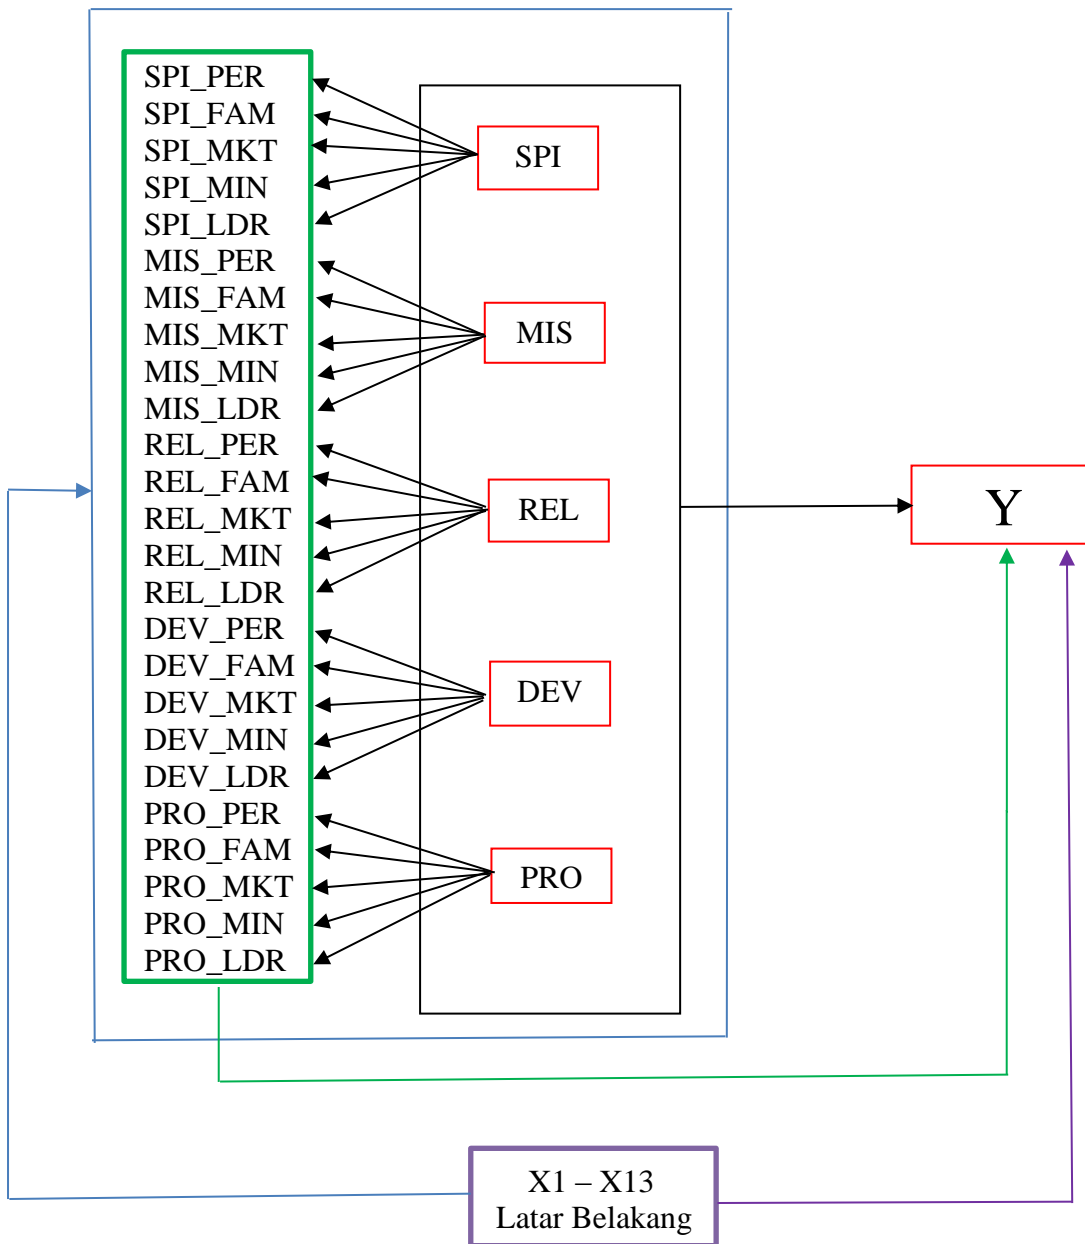 SPI_PER
SPI_FAM
SPI_MKT
SPI_MIN
SPI_LDR
MIS_PER
MIS_FAM
MIS_MKT
MIS_MIN
MIS_LDR
REL_PER
REL_FAM
REL_MKT
REL_MIN
REL_LDR
DEV_PER
DEV_FAM
DEV_MKT
DEV_MIN
DEV_LDR
PRO_PER
PRO_FAM
PRO_MKT
PRO_MIN
PRO_LDR
SPI
MIS
REL
DEV
PRO
Y
X1 – X13
Latar Belakang